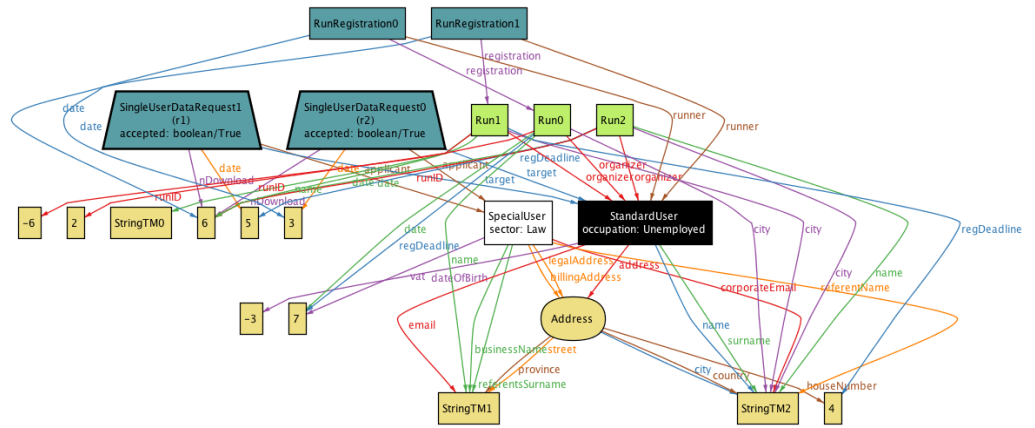 RunRegistration0
RunRegistration1
registration
registration
date
date
SingleUserDataRequest1
(r1)
accepted: boolean/True
SingleUserDataRequest0
(r2)
accepted: boolean/True
Run1
Run0
Run2
runner
runner
date
nDownload
runID
runID
name
nDownload
date
applicant
date
date
applicant
runID
regDeadline
target
target
organizer
organizer
organizer
-6
2
StringTM0
6
5
3
SpecialUser
sector: Law
StandardUser
occupation: Unemployed
city
city
regDeadline
date
regDeadline
name
legalAddress
billingAddress
address
city
name
vat
dateOfBirth
corporateEmail
referentName
-3
7
Address
email
name
surname
businessName
street
province
referentsSurname
city
country
houseNumber
StringTM1
StringTM2
4